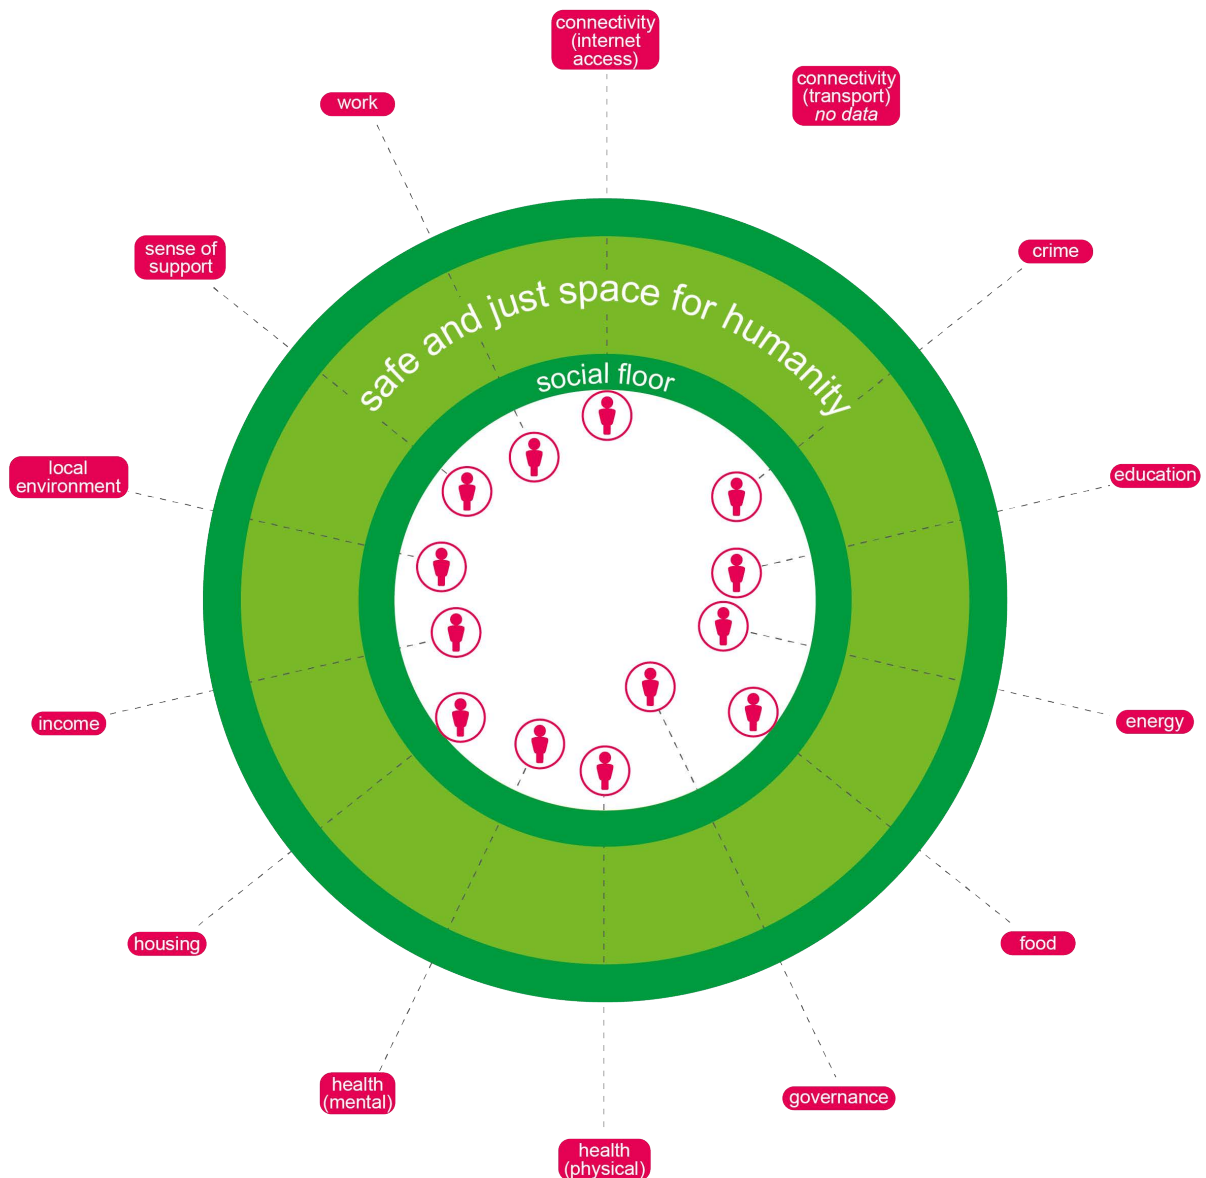 connectivity
(internet
access)
connectivity
(transport)
no data
work
sense of
support
crime
safe and just space for humanity
social floor
local
environment
education
income
energy
housing
food
health
(mental)
governance
health
(physical)